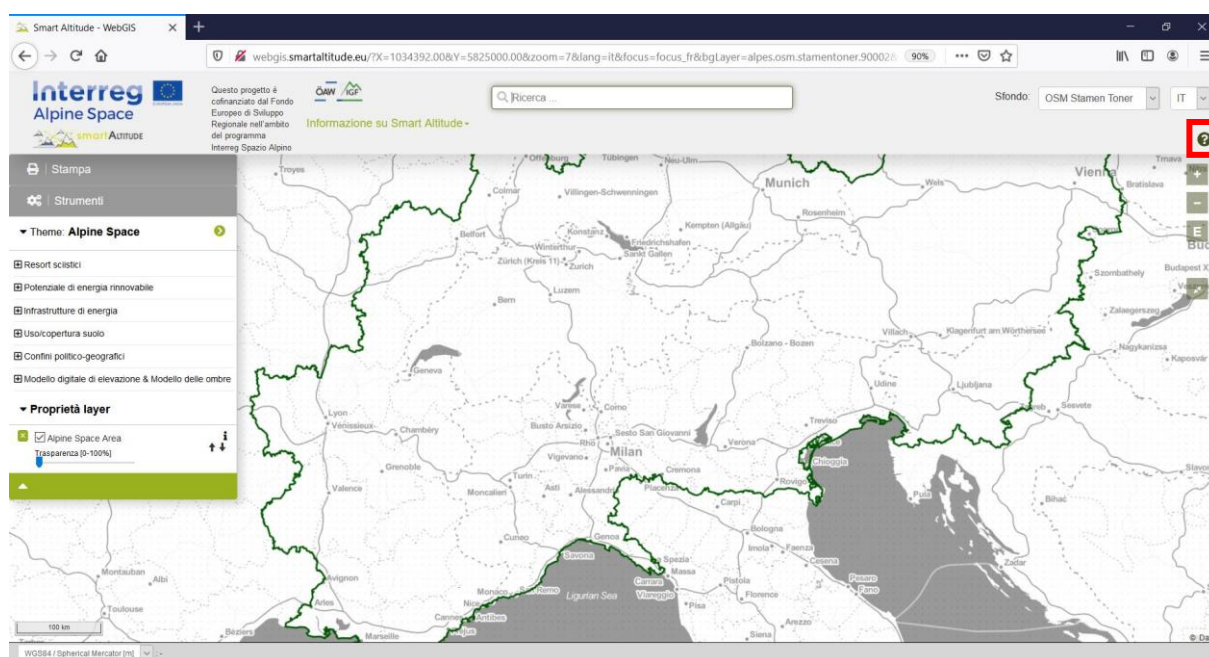 Smart Altitude - WebGIS
webgis.smartaltitude.eu/?X=1034392.00&Y=5825000.00&zoom=7&lang=it&focus=focus_fr&bgLayer=alpes.osm.stamentoner.90002
90%
Interreg
Alpine Space
smartALTITUDE
Questo progetto è
cofinanziato dal Fondo
Europeo di Sviluppo
Regionale nell'ambito
del programma
Interreg Spazio Alpino
ÖAW IGF
Informazione su Smart Altitude
Ricerca ...
Sfondo:
OSM Stamen Toner
IT
?
Stampa
Strumenti
Theme: Alpine Space
Resort sciistici
Potenziale di energia rinnovabile
Infrastrutture di energia
Uso/copertura suolo
Confini politico-geografici
Modello digitale di elevazione & Modello delle ombre
Proprietà layer
Alpine Space Area
Trasparenza [0-100%]
i
+
-
E
Troyes
Offenburg
Tübingen
Neu-Ulm
Colmar
Villingen-Schwenningen
Munich
Wels
Vienna
Trnava
Bratislava
Rosenheim
Kempten (Allgäu)
Belfort
Konstanz
Friedrichshafen
Winterthur
Sankt Gallen
Zürich (Kreis 11)
Zurich
Szombathely
Budapest X
Luzern
Bern
Zalaegerszeg
Villach
Klagenfurt am Wörthersee
Bolzano - Bozen
Nagykanizsa
Kaposvár
Geneva
Udine
Ljubljana
Varese
Como
Sesvete
Lyon
Vénissieux
Chambéry
Busto Arsizio
Sesto San Giovanni
Treviso
Rho
Milan
Verona
Vigevano
Chioggia
Grenoble
Pavia
Cremona
Turin
Rovigo
Valence
Moncalieri
Asti
Alessandria
Piacenza
Carpi
Pula
Bihać
Bologna
Cuneo
Genoa
Imola
Faenza
Savona
La Spezia
Cesena
Zadar
Montauban
Albi
Avignon
Massa
Carrara
Pistoia
Pesaro
Fano
Monaco
Sanremo
Ligurian Sea
Viareggio
Florence
Toulouse
Arles
Nice
Pisa
Cannes
Antibes
Arezzo
100 km
Béziers
Marseille
Siena
WGS84 / Spherical Mercator [m]